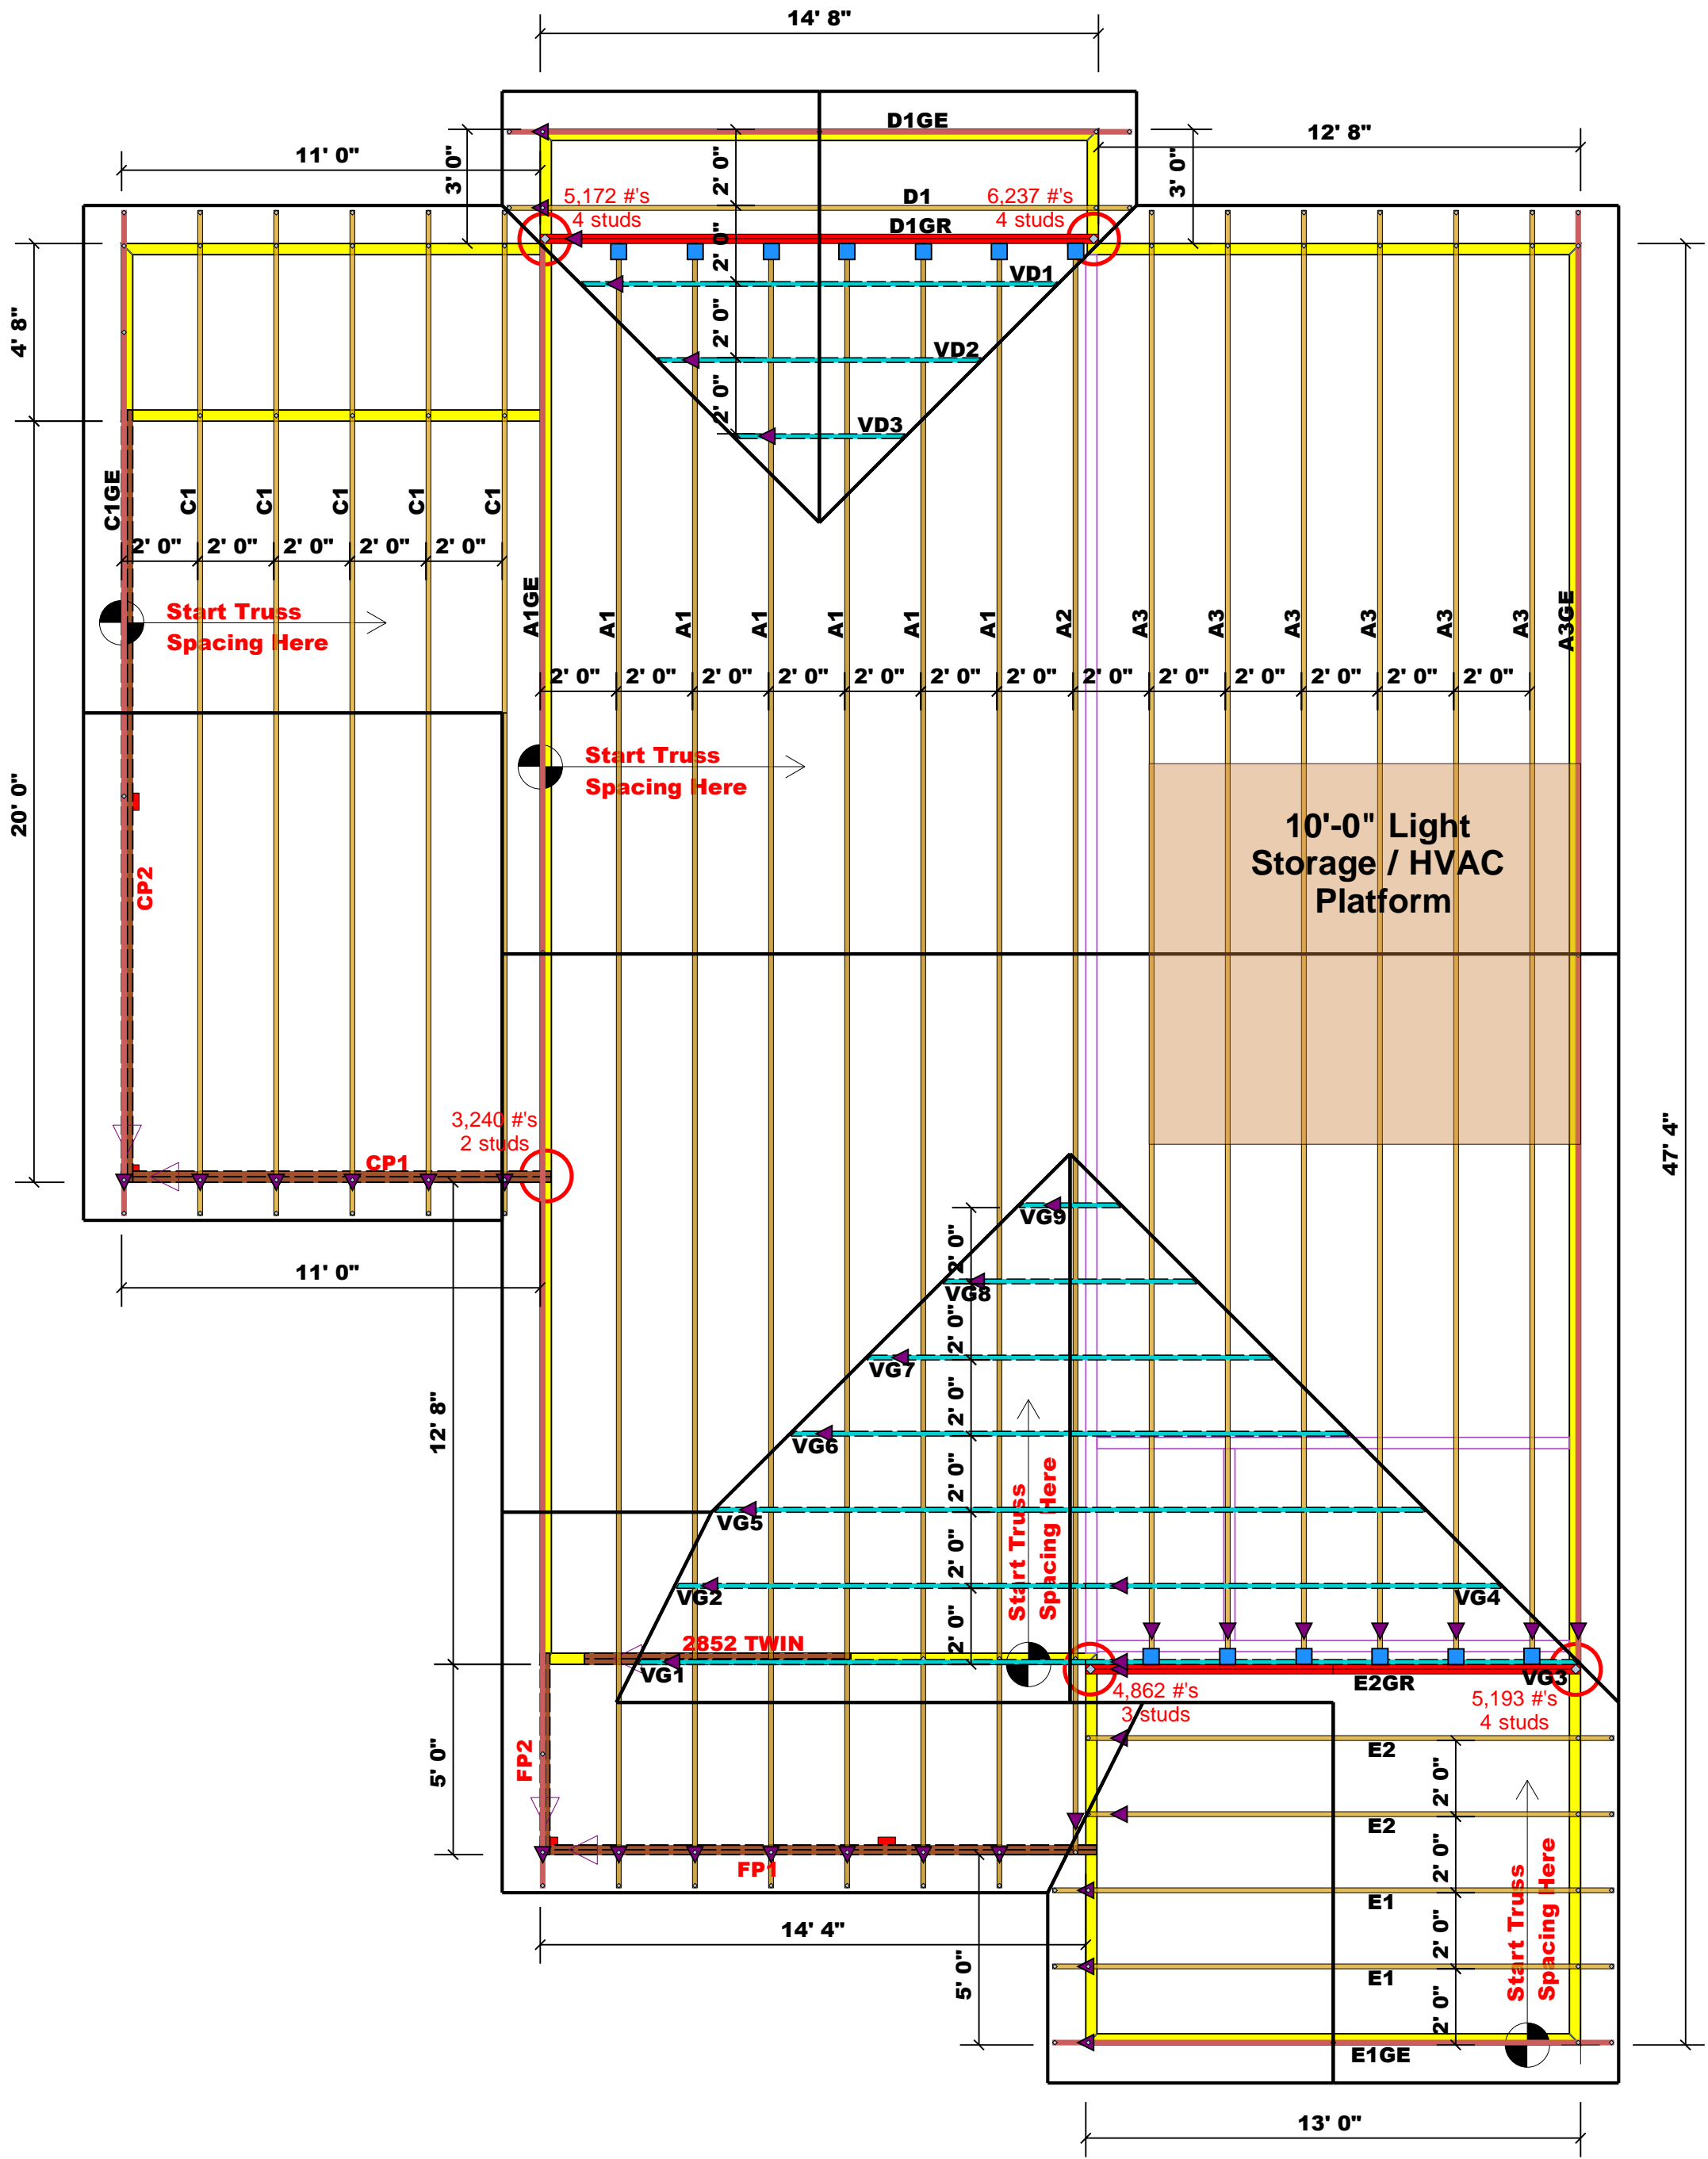 14' 8"
D1GE
12' 8"
11' 0"
3' 0"
2' 0"
3' 0"
5,172 #'s
4 studs
D1
6,237 #'s
4 studs
D1GR
2' 0"
VD1
4' 8"
2' 0"
VD2
2' 0"
VD3
C1GE
C1
C1
C1
C1
C1
2' 0"
2' 0"
2' 0"
2' 0"
2' 0"
Start Truss
Spacing Here
A1GE
A1
A1
A1
A1
A1
A1
A2
A3
A3
A3
A3
A3
A3
A3GE
2' 0"
2' 0"
2' 0"
2' 0"
2' 0"
2' 0"
2' 0"
2' 0"
2' 0"
2' 0"
2' 0"
2' 0"
2' 0"
Start Truss
Spacing Here
20' 0"
10'-0" Light
Storage / HVAC
Platform
CP2
3,240 #'s
2 studs
CP1
47' 4"
11' 0"
VG9
2' 0"
VG8
2' 0"
VG7
12' 8"
2' 0"
VG6
2' 0"
VG5
Start Truss
Spacing Here
2' 0"
VG2
VG4
2' 0"
2852 TWIN
VG1
VG3
E2GR
4,862 #'s
3 studs
5,193 #'s
4 studs
FP2
5' 0"
E2
2' 0"
E2
FP1
2' 0"
E1
14' 4"
2' 0"
E1
Start Truss
Spacing Here
5' 0"
2' 0"
E1GE
13' 0"